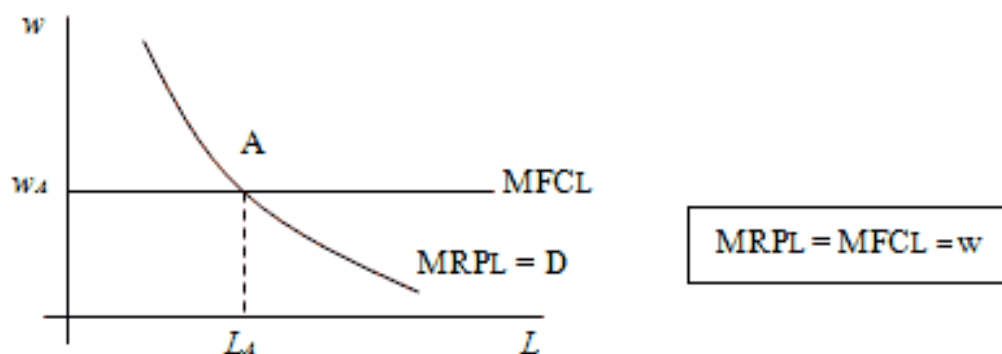 w
A
wA
MFCL
MRPL = MFCL = w
MRPL = D
LA
L